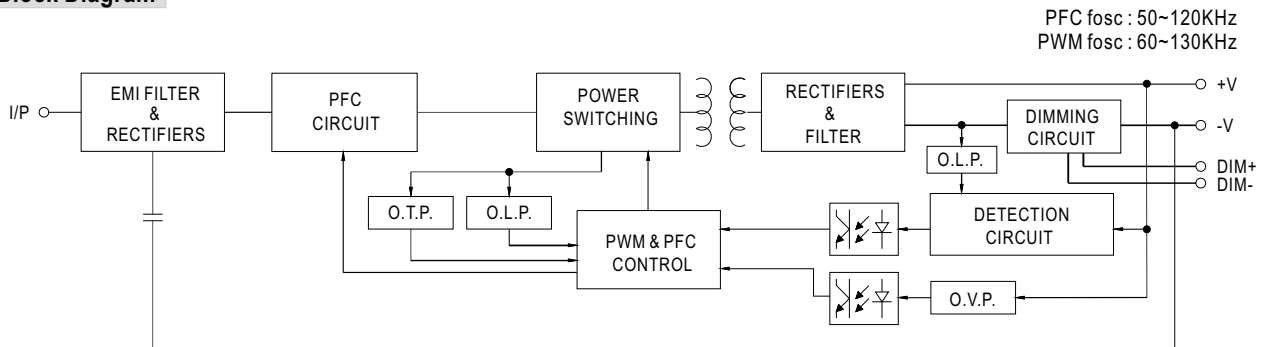 Block Diagram
PFC fosc : 50~120KHz
PWM fosc : 60~130KHz
I/P
EMI FILTER
&
RECTIFIERS
PFC
CIRCUIT
POWER
SWITCHING
RECTIFIERS
&
FILTER
DIMMING
CIRCUIT
+V
-V
DIM+
DIM-
O.L.P.
O.T.P.
O.L.P.
PWM & PFC
CONTROL
DETECTION
CIRCUIT
O.V.P.